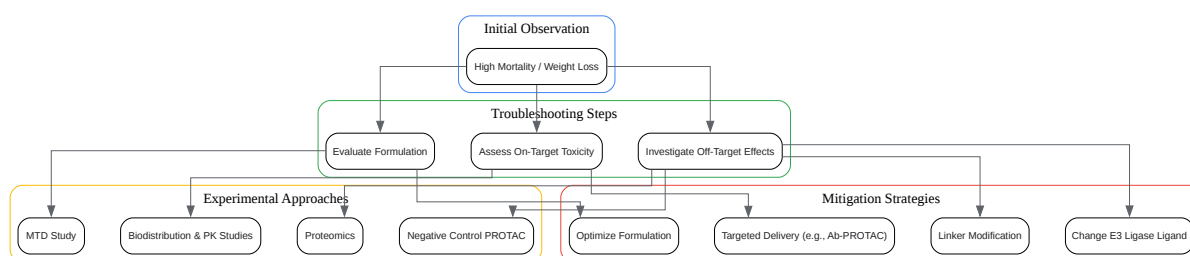 Initial Observation
High Mortality / Weight Loss
Troubleshooting Steps
Evaluate Formulation
Assess On-Target Toxicity
Investigate Off-Target Effects
Experimental Approaches
Mitigation Strategies
MTD Study
Biodistribution & PK Studies
Proteomics
Negative Control PROTAC
Optimize Formulation
Targeted Delivery (e.g., Ab-PROTAC)
Linker Modification
Change E3 Ligase Ligand